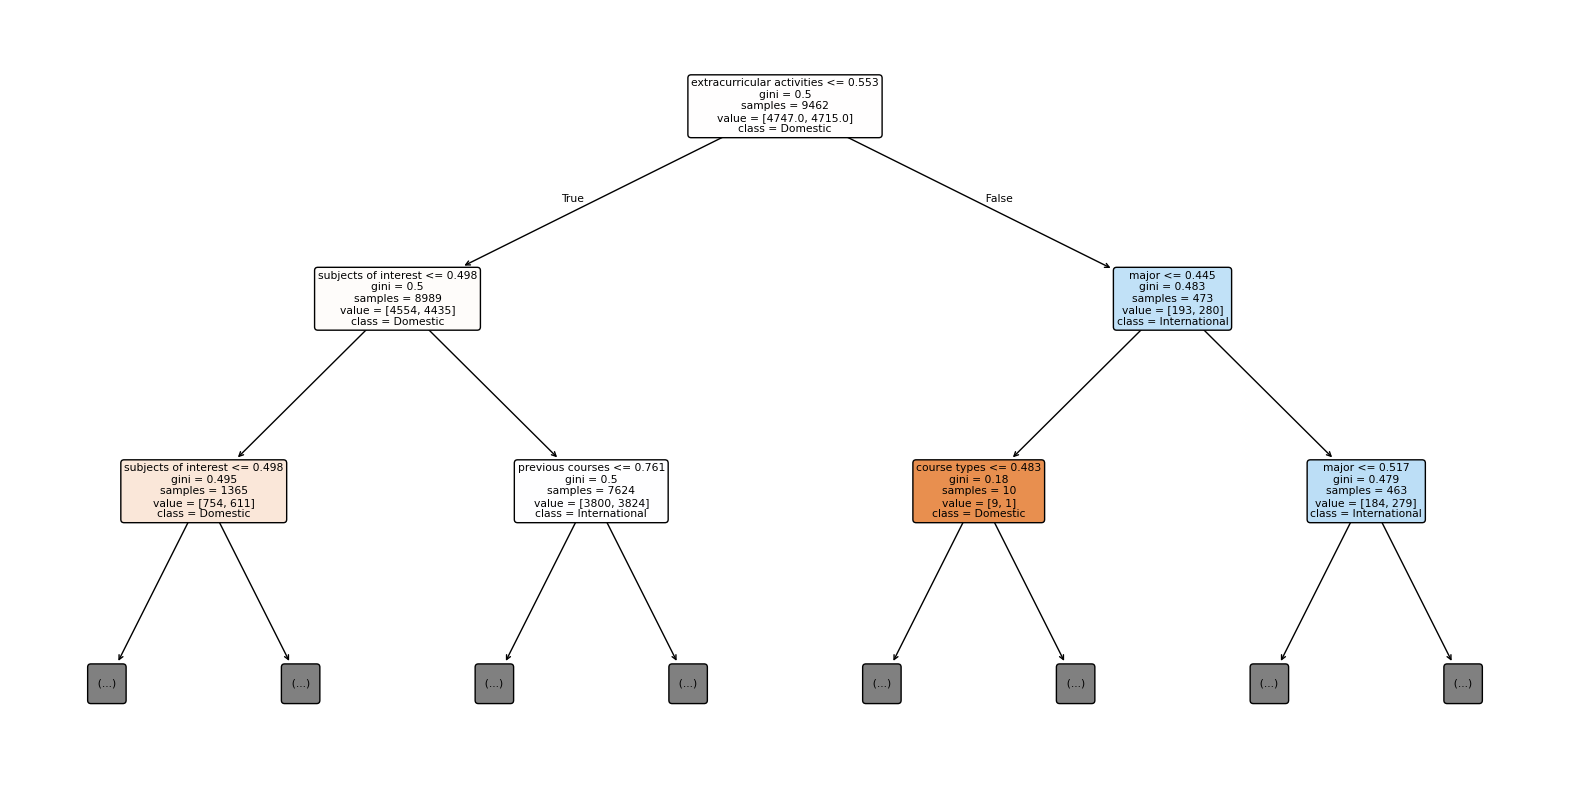 extracurricular activities <= 0.553
gini = 0.5
samples = 9462
value = [4747.0, 4715.0]
class = Domestic
True
False
subjects of interest <= 0.498
gini = 0.5
samples = 8989
value = [4554, 4435]
class = Domestic
major <= 0.445
gini = 0.483
samples = 473
value = [193, 280]
class = International
subjects of interest <= 0.498
gini = 0.495
samples = 1365
value = [754, 611]
class = Domestic
previous courses <= 0.761
gini = 0.5
samples = 7624
value = [3800, 3824]
class = International
course types <= 0.483
gini = 0.18
samples = 10
value = [9, 1]
class = Domestic
major <= 0.517
gini = 0.479
samples = 463
value = [184, 279]
class = International
(...)
(...)
(...)
(...)
(...)
(...)
(...)
(...)